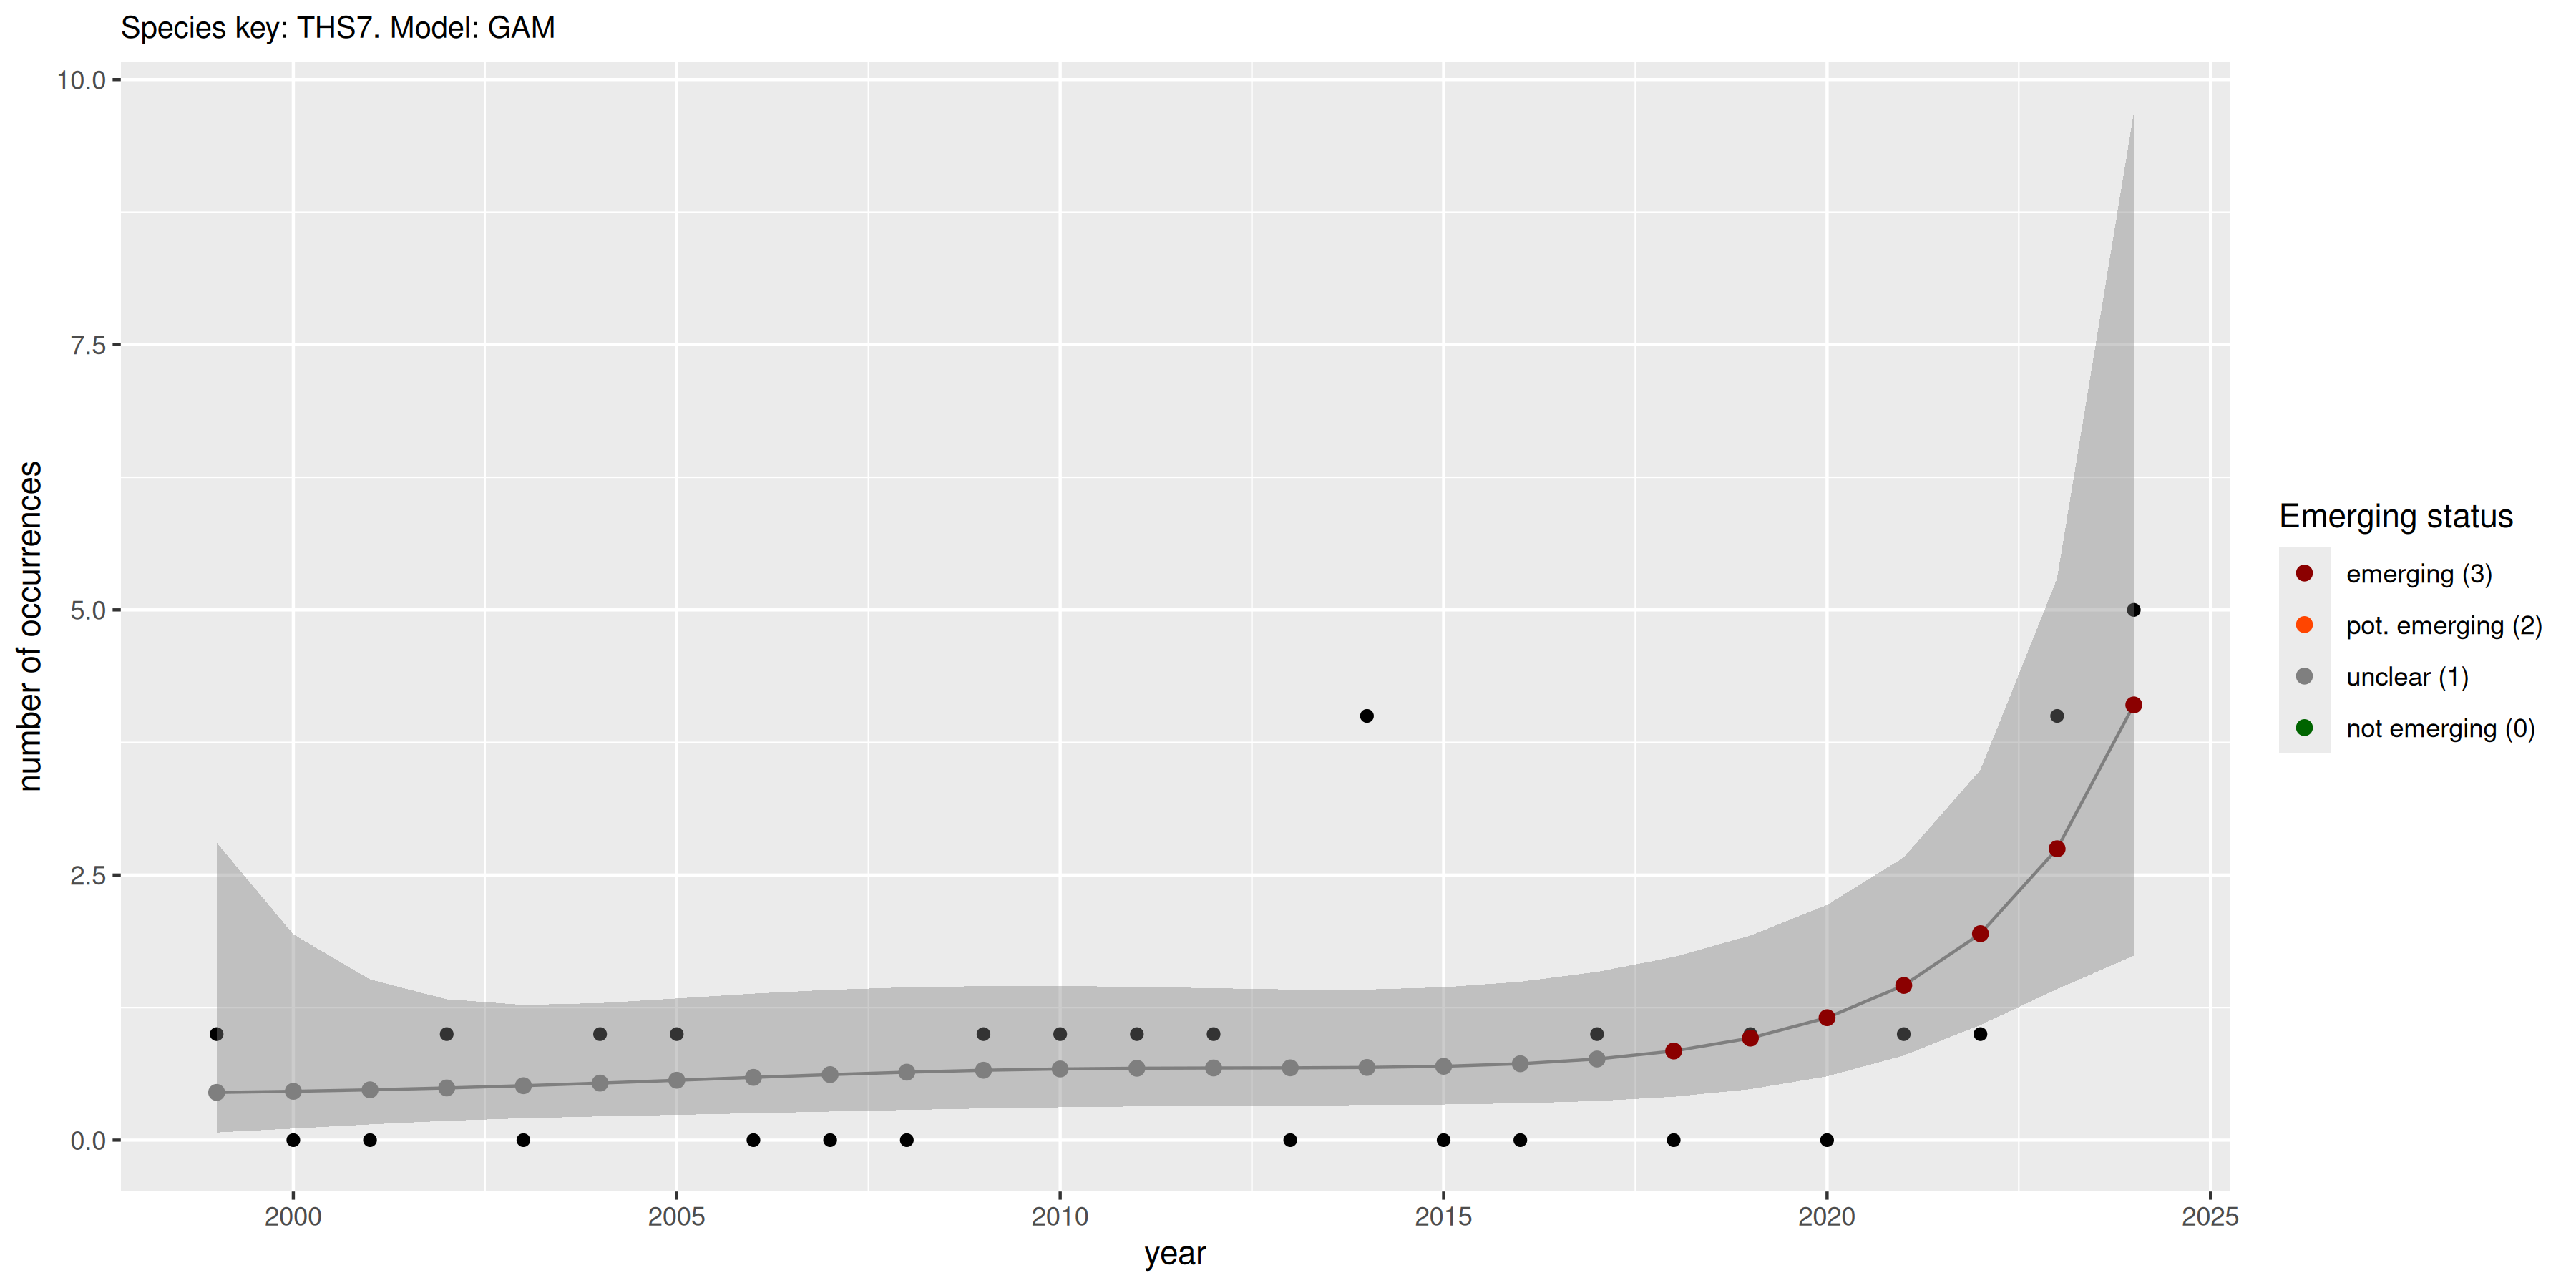 Species key: THS7. Model: GAM
10.0
7.5
5.0
2.5
0.0
number of occurrences
2000 2005 2010 2015 2020 2025
year
Emerging status
emerging (3)
pot. emerging (2)
unclear (1)
not emerging (0)